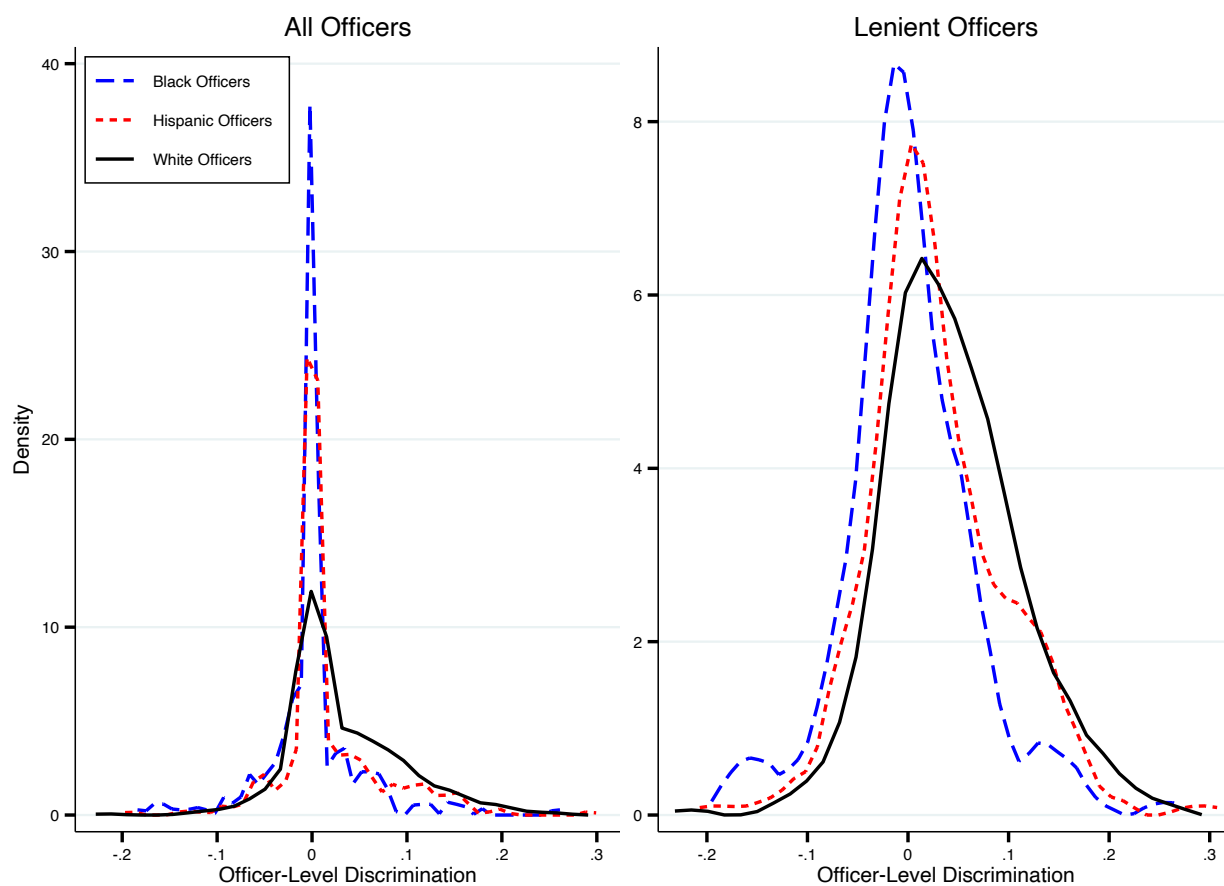 All Officers
Black Officers
Hispanic Officers
White Officers
Density
40
30
20
10
0
-.2 -.1 0 .1 .2 .3
Officer-Level Discrimination
Lenient Officers
8
6
4
2
0
-.2 -.1 0 .1 .2 .3
Officer-Level Discrimination